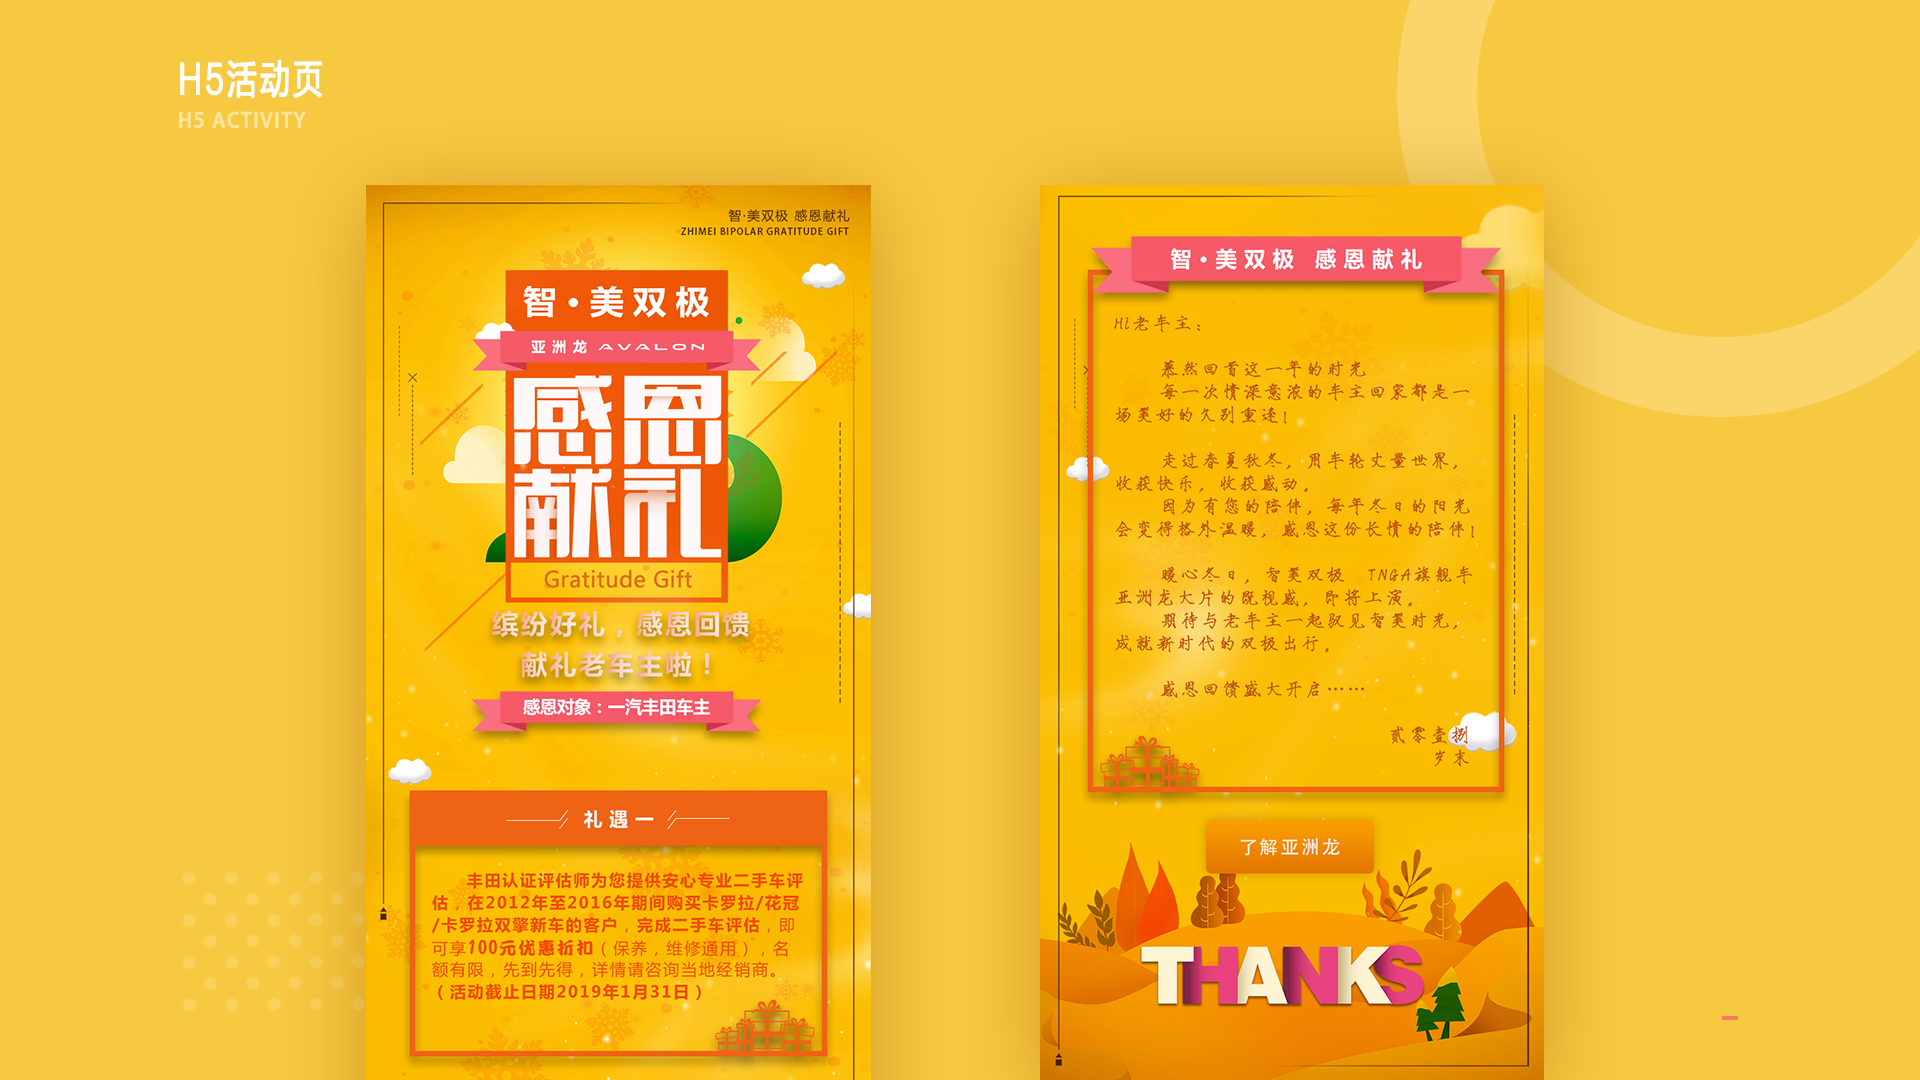 H5活动页
H5 ACTIVITY
智·美双极 感恩献礼
ZHIMEI BIPOLAR GRATITUDE GIFT
智·美双极
亚洲龙 AVALON
感恩
献礼
Gratitude Gift
缤纷好礼，感恩回馈
献礼老车主啦！
感恩对象：一汽丰田车主
礼遇一
丰田认证评估师为您提供安心专业二手车评
估，在2012年至2016年期间购买卡罗拉/花冠
/卡罗拉双擎新车的客户，完成二手车评估，即
可享100元优惠折扣（保养，维修通用），名
额有限，先到先得，详情请咨询当地经销商。
（活动截止日期2019年1月31日）
智·美双极 感恩献礼
Hi老车主：
蓦然回首这一年的时光
每一次情深意浓的车主回家都是一
场美好的久别重逢！
走过春夏秋冬，用车轮丈量世界，
收获快乐，收获感动。
因为有您的陪伴，每年冬日的阳光
会变得格外温暖，感恩这份长情的陪伴！
暖心冬日，智美双极 TNGA旗舰车
亚洲龙大片的既视感，即将上演。
期待与老车主一起驭见智美时光，
成就新时代的双极出行。
感恩回馈盛大开启……
贰零壹捌
岁末
了解亚洲龙
THANKS